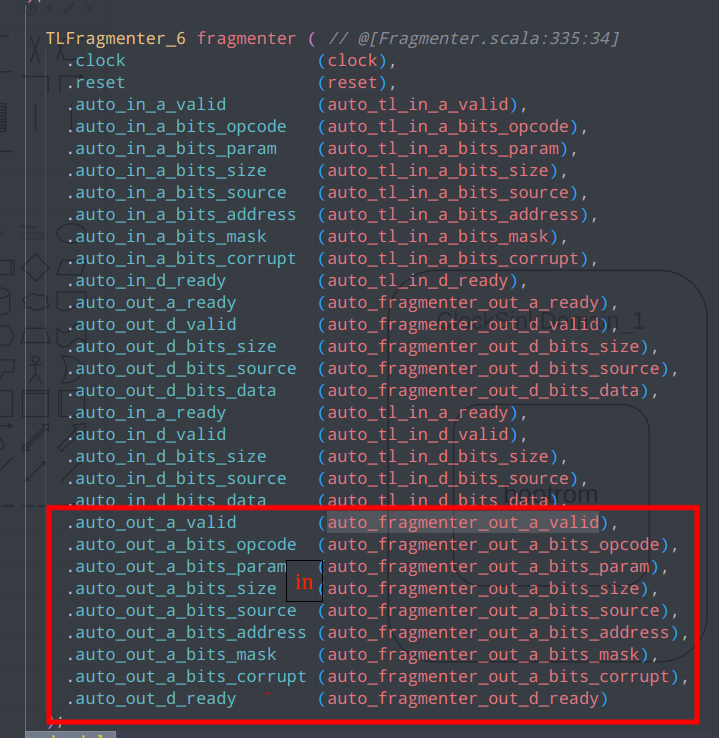 TLFragmenter_6 fragmenter ( // @[Fragmenter.scala:335:34]
.clock (clock),
.reset (reset),
.auto_in_a_valid (auto_tl_in_a_valid),
.auto_in_a_bits_opcode (auto_tl_in_a_bits_opcode),
.auto_in_a_bits_param (auto_tl_in_a_bits_param),
.auto_in_a_bits_size (auto_tl_in_a_bits_size),
.auto_in_a_bits_source (auto_tl_in_a_bits_source),
.auto_in_a_bits_address (auto_tl_in_a_bits_address),
.auto_in_a_bits_mask (auto_tl_in_a_bits_mask),
.auto_in_a_bits_corrupt (auto_tl_in_a_bits_corrupt),
.auto_in_d_ready (auto_tl_in_d_ready),
.auto_out_a_ready (auto_fragmenter_out_a_ready),
ClockSinkDomain_1
.auto_out_d_valid (auto_fragmenter_out_d_valid),
.auto_out_d_bits_size (auto_fragmenter_out_d_bits_size),
.auto_out_d_bits_source (auto_fragmenter_out_d_bits_source),
.auto_out_d_bits_data (auto_fragmenter_out_d_bits_data),
.auto_in_a_ready (auto_tl_in_a_ready),
.auto_in_d_valid (auto_tl_in_d_valid),
.auto_in_d_bits_size (auto_tl_in_d_bits_size),
.auto_in_d_bits_source (auto_tl_in_d_bits_source),
.auto_in_d_bits_data (auto_tl_in_d_bits_data),
bootrom
.auto_out_a_valid (auto_fragmenter_out_a_valid),
.auto_out_a_bits_opcode (auto_fragmenter_out_a_bits_opcode),
.auto_out_a_bits_param (auto_fragmenter_out_a_bits_param),
in
.auto_out_a_bits_size (auto_fragmenter_out_a_bits_size),
.auto_out_a_bits_source (auto_fragmenter_out_a_bits_source),
.auto_out_a_bits_address (auto_fragmenter_out_a_bits_address),
.auto_out_a_bits_mask (auto_fragmenter_out_a_bits_mask),
.auto_out_a_bits_corrupt (auto_fragmenter_out_a_bits_corrupt),
.auto_out_d_ready (auto_fragmenter_out_d_ready)
);